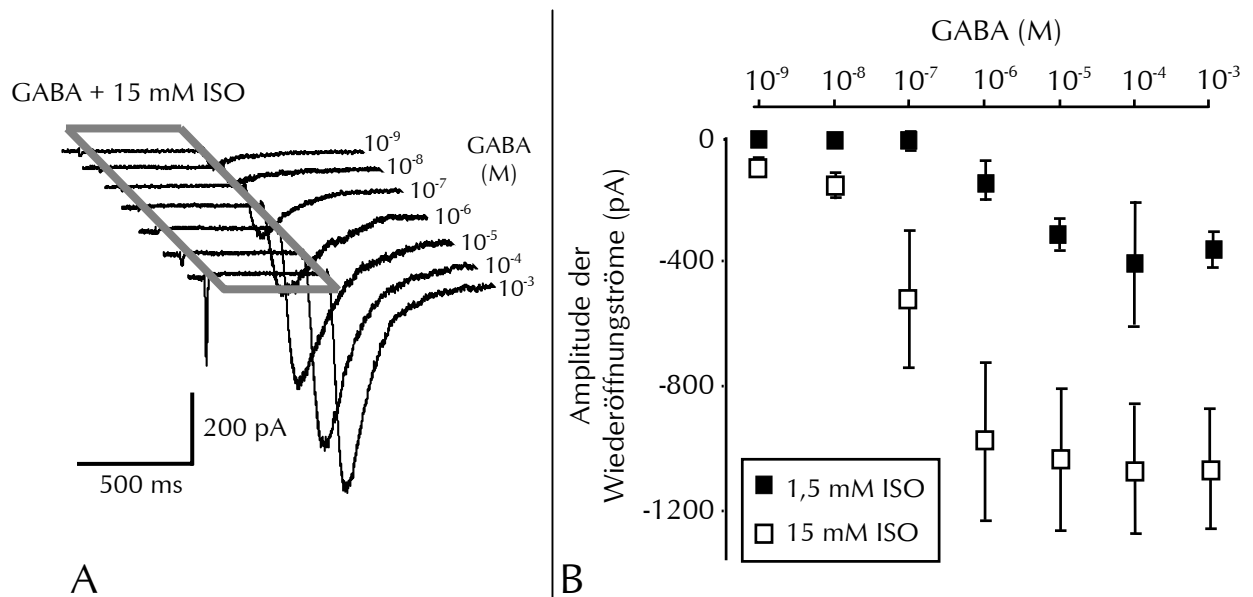 GABA + 15 mM ISO
10⁻⁹
10⁻⁸
10⁻⁷
10⁻⁶
10⁻⁵
10⁻⁴
10⁻³
GABA
(M)
200 pA
500 ms
A
GABA (M)
10⁻⁹ 10⁻⁸ 10⁻⁷ 10⁻⁶ 10⁻⁵ 10⁻⁴ 10⁻³
0
-400
-800
-1200
Amplitude der
Wiederöffnungströme (pA)
1,5 mM ISO
15 mM ISO
B